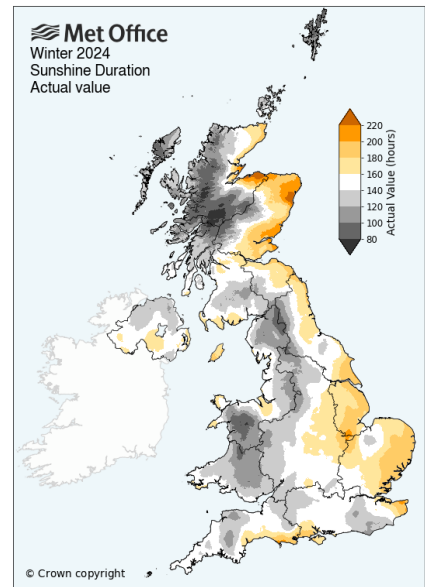 Met Office
Winter 2024
Sunshine Duration
Actual value
220
200
180
160
140
120
100
80
Actual Value (hours)
© Crown copyright